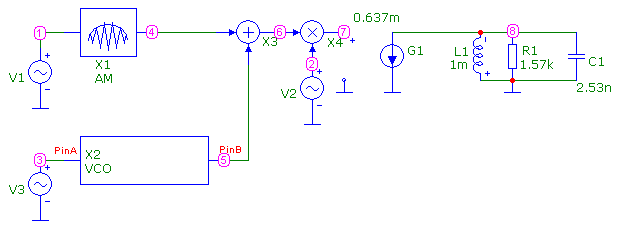 0.637m
1
4
6
7
8
X3
X4
G1
L1
1m
R1
1.57k
C1
2.53n
X1
AM
V1
2
V2
PinA
3
X2
VCO
PinB
5
V3